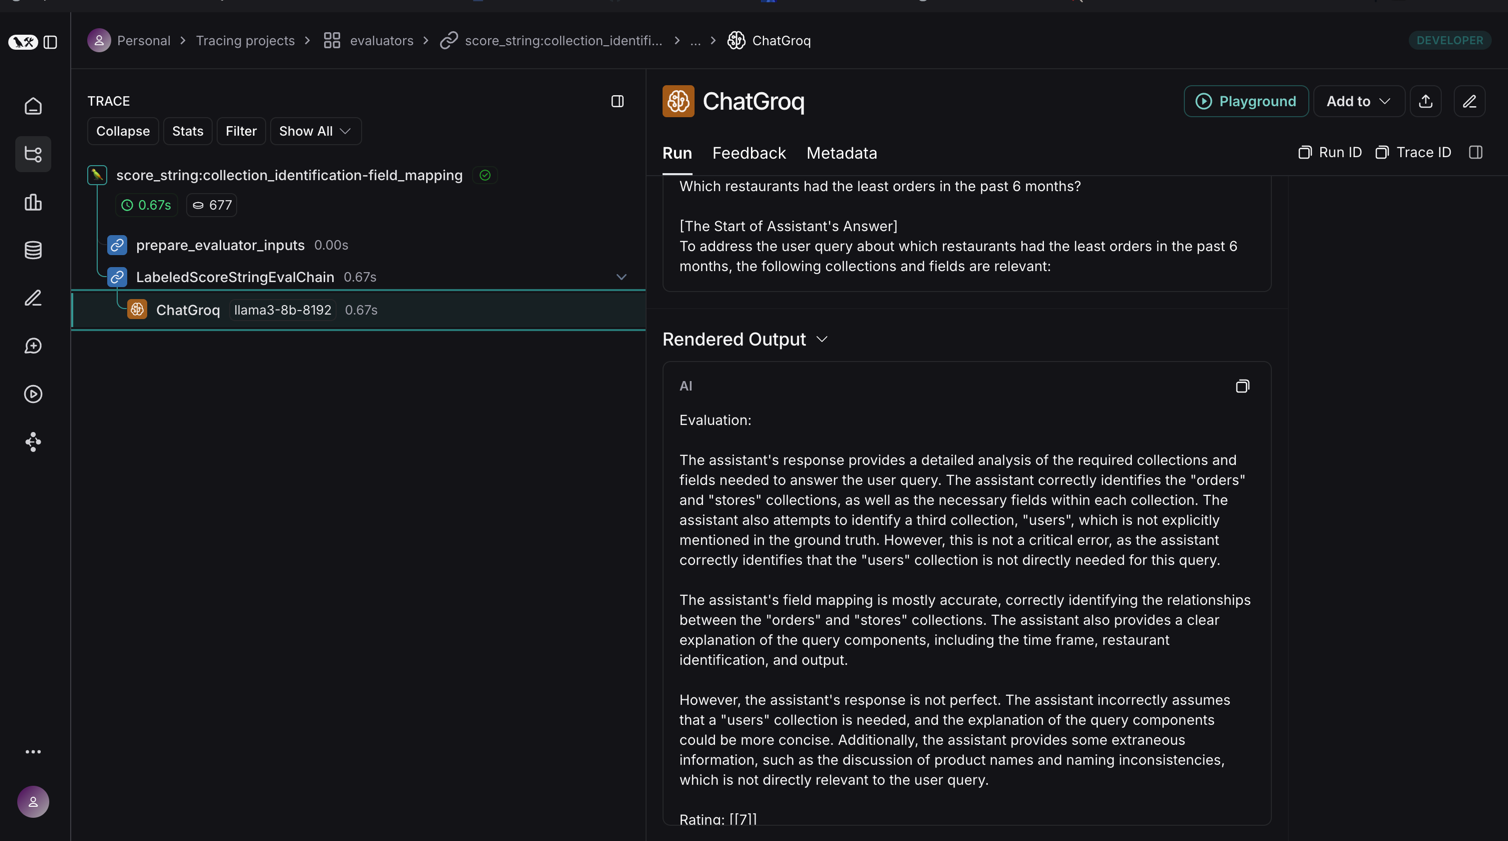 Personal
Tracing projects
evaluators
score_string:collection_identifi...
...
ChatGroq
DEVELOPER
TRACE
Collapse
Stats
Filter
Show All
score_string:collection_identification-field_mapping
0.67s
677
prepare_evaluator_inputs 0.00s
LabeledScoreStringEvalChain 0.67s
ChatGroq llama3-8b-8192 0.67s
ChatGroq
Playground
Add to
Run
Feedback
Metadata
Run ID
Trace ID
Which restaurants had the least orders in the past 6 months?
[The Start of Assistant's Answer]
To address the user query about which restaurants had the least orders in the past 6
months, the following collections and fields are relevant:
Rendered Output
AI
Evaluation:
The assistant's response provides a detailed analysis of the required collections and
fields needed to answer the user query. The assistant correctly identifies the "orders"
and "stores" collections, as well as the necessary fields within each collection. The
assistant also attempts to identify a third collection, "users", which is not explicitly
mentioned in the ground truth. However, this is not a critical error, as the assistant
correctly identifies that the "users" collection is not directly needed for this query.
The assistant's field mapping is mostly accurate, correctly identifying the relationships
between the "orders" and "stores" collections. The assistant also provides a clear
explanation of the query components, including the time frame, restaurant
identification, and output.
However, the assistant's response is not perfect. The assistant incorrectly assumes
that a "users" collection is needed, and the explanation of the query components
could be more concise. Additionally, the assistant provides some extraneous
information, such as the discussion of product names and naming inconsistencies,
which is not directly relevant to the user query.
Rating: [[7]]